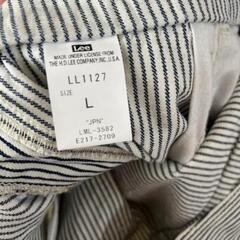 Lee
MADE UNDER LICENSE FROM
THE H.D. LEE COMPANY, INC., U.S.A.
LL1127
SIZE
L
"JPN"
LML-3582
E217-2709